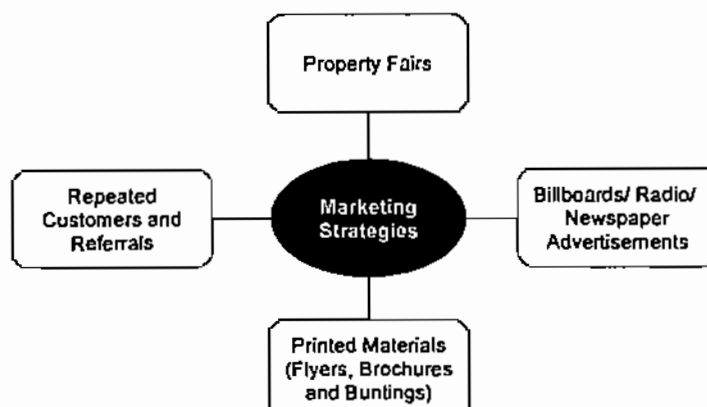 Property Fairs
Repeated
Customers and
Referrals
Marketing
Strategies
Billboards/ Radio/
Newspaper
Advertisements
Printed Materials
(Flyers, Brochures
and Buntings)